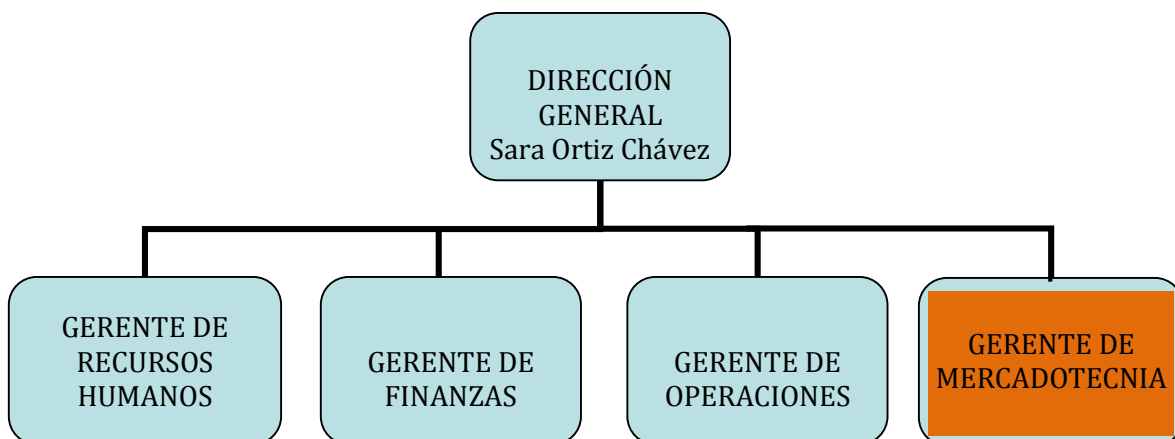 DIRECCIÓN
GENERAL
Sara Ortiz Chávez
GERENTE DE
RECURSOS
HUMANOS
GERENTE DE
FINANZAS
GERENTE DE
OPERACIONES
GERENTE DE
MERCADOTECNIA